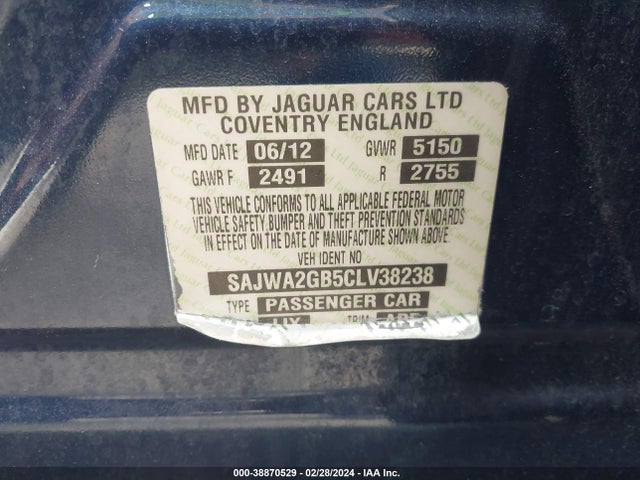 MFD BY JAGUAR CARS LTD
COVENTRY ENGLAND
MFD DATE 06/12 GVWR 5150
GAWR F 2491 R 2755
THIS VEHICLE CONFORMS TO ALL APPLICABLE FEDERAL MOTOR
VEHICLE SAFETY, BUMPER AND THEFT PREVENTION STANDARDS
IN EFFECT ON THE DATE OF MANUFACTURE SHOWN ABOVE.
VEH IDENT NO
SAJWA2GB5CLV38238
TYPE PASSENGER CAR
TRIM
000-38870529 - 02/28/2024 - IAA Inc.